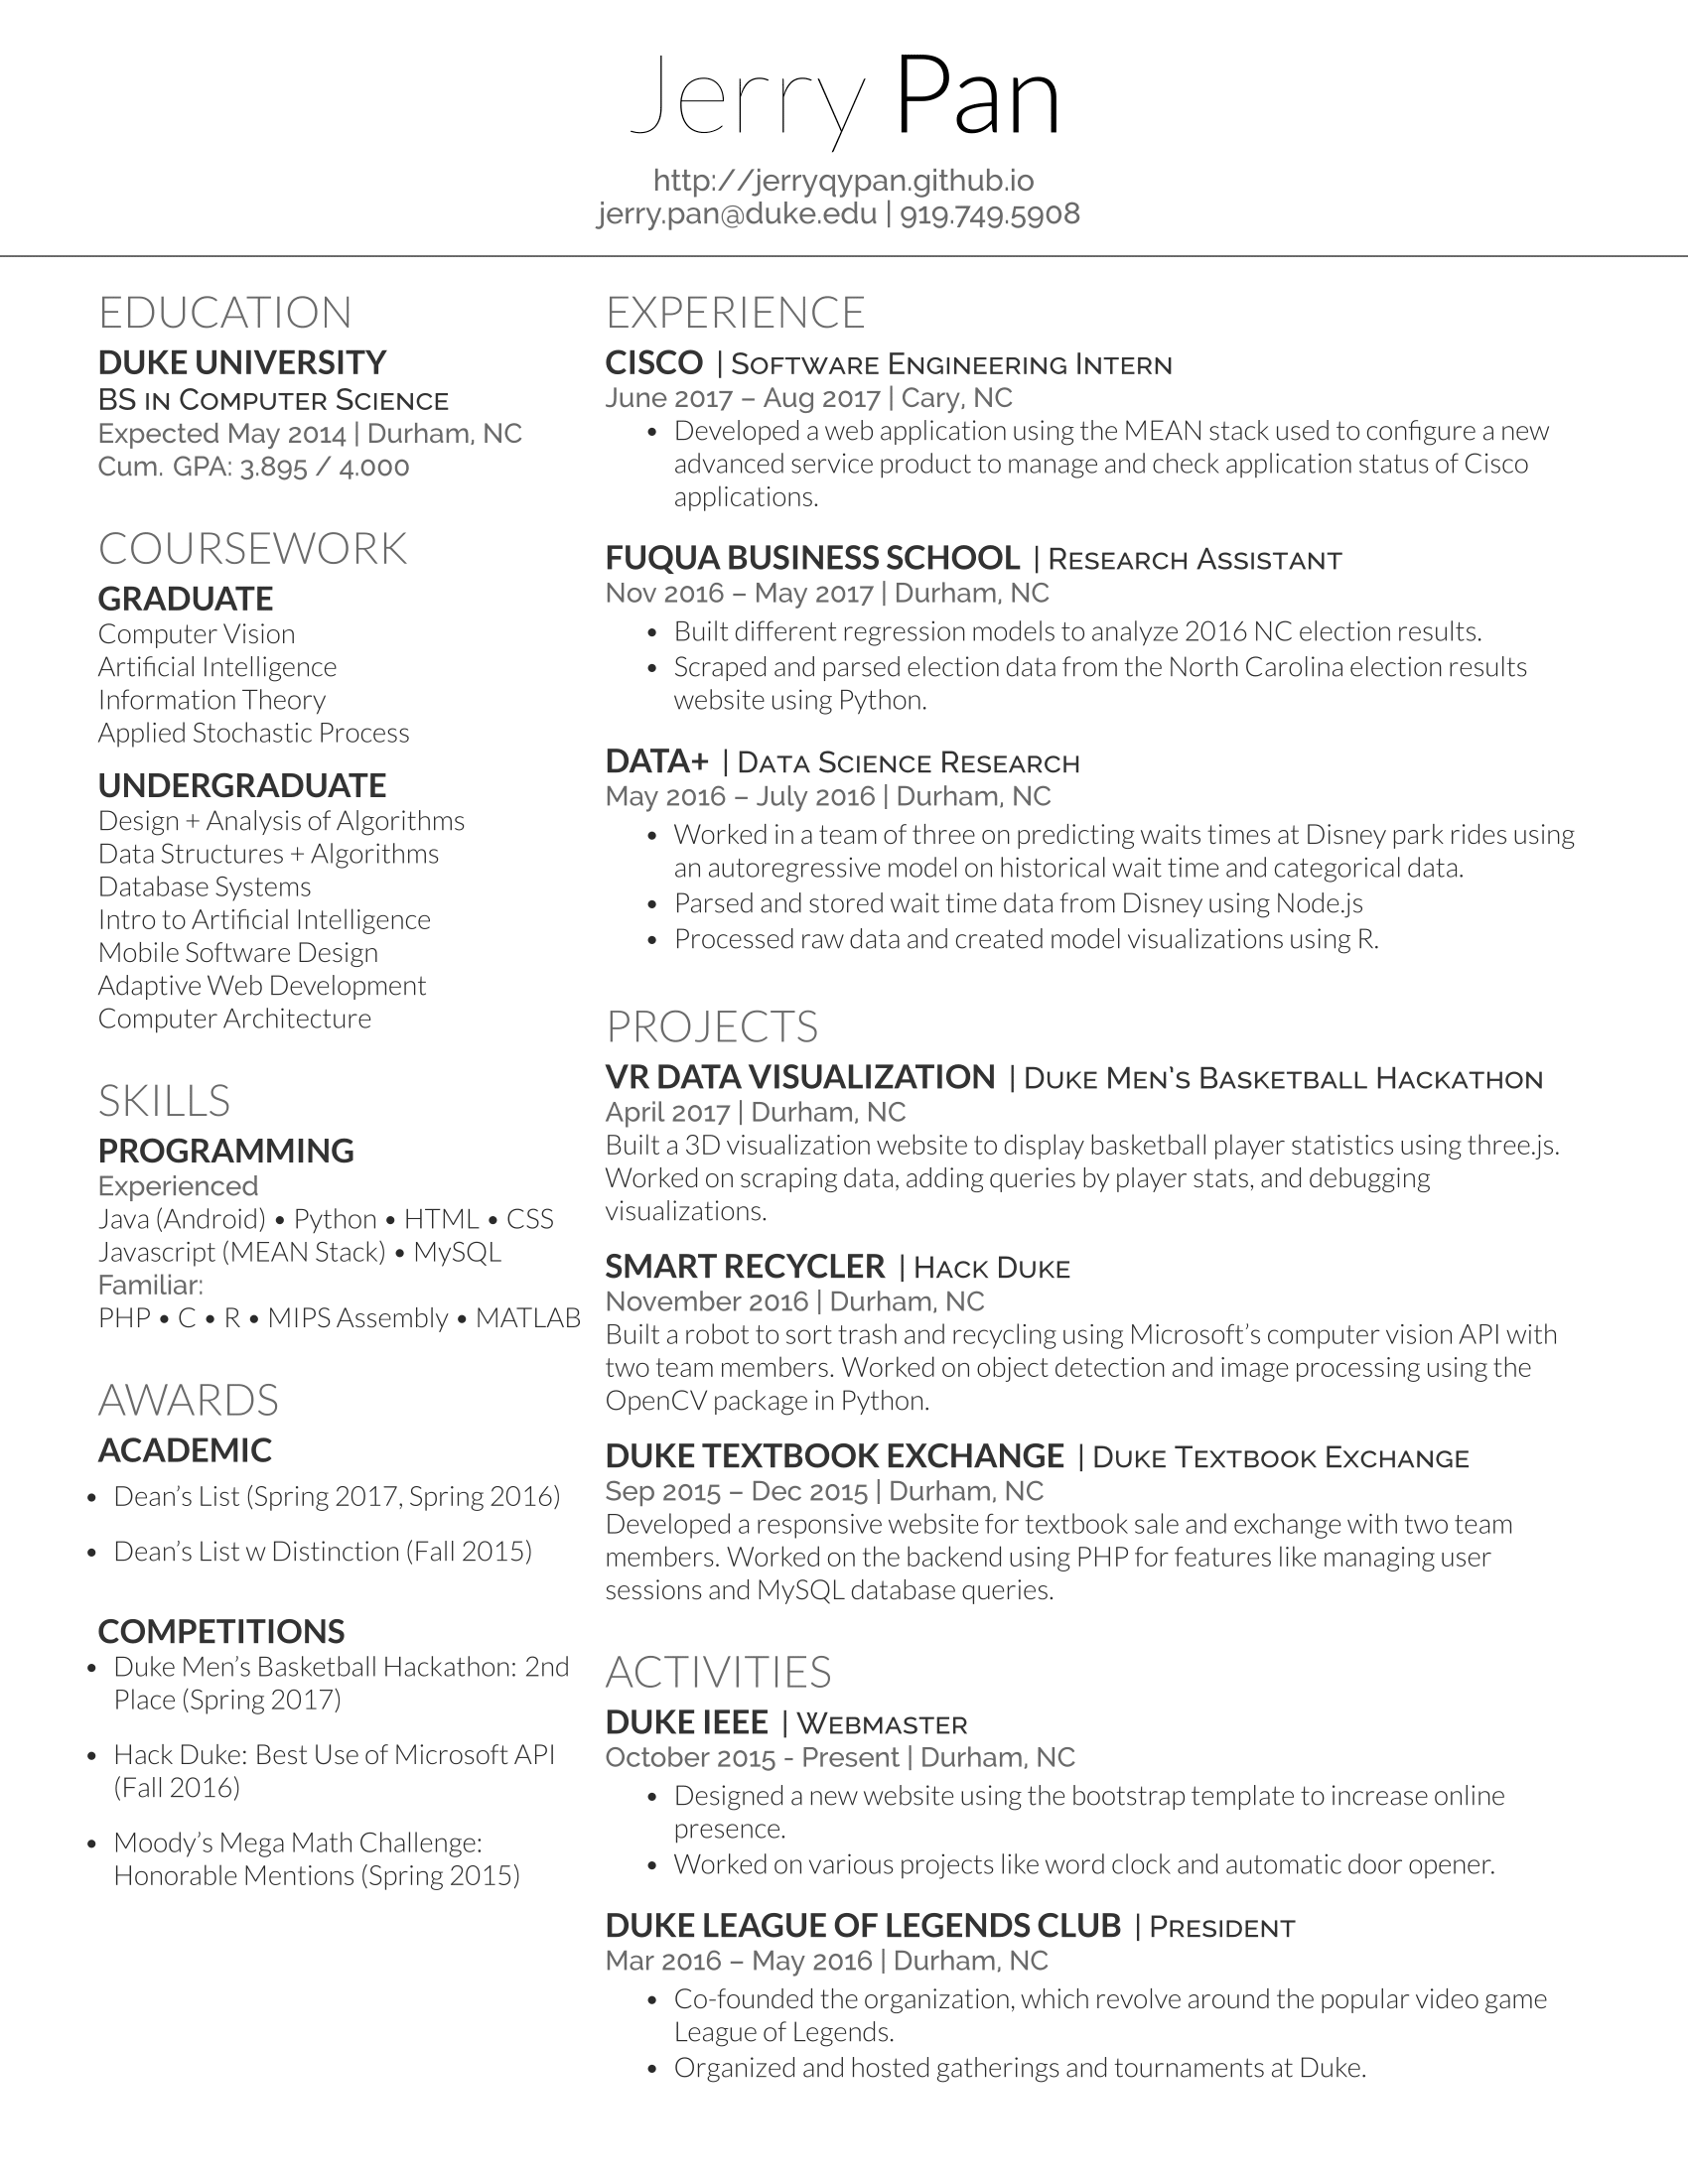 Jerry Pan
http://jerryqypan.github.io
jerry.pan@duke.edu | 919.749.5908
EDUCATION
DUKE UNIVERSITY
BS IN COMPUTER SCIENCE
Expected May 2014 | Durham, NC
Cum. GPA: 3.895 / 4.000
COURSEWORK
GRADUATE
Computer Vision
Artificial Intelligence
Information Theory
Applied Stochastic Process
UNDERGRADUATE
Design + Analysis of Algorithms
Data Structures + Algorithms
Database Systems
Intro to Artificial Intelligence
Mobile Software Design
Adaptive Web Development
Computer Architecture
SKILLS
PROGRAMMING
Experienced
Java (Android) • Python • HTML • CSS
Javascript (MEAN Stack) • MySQL
Familiar:
PHP • C • R • MIPS Assembly • MATLAB
AWARDS
ACADEMIC
• Dean’s List (Spring 2017, Spring 2016)
• Dean’s List w Distinction (Fall 2015)
COMPETITIONS
• Duke Men’s Basketball Hackathon: 2nd
Place (Spring 2017)
• Hack Duke: Best Use of Microsoft API
(Fall 2016)
• Moody’s Mega Math Challenge:
Honorable Mentions (Spring 2015)
EXPERIENCE
CISCO | SOFTWARE ENGINEERING INTERN
June 2017 – Aug 2017 | Cary, NC
• Developed a web application using the MEAN stack used to configure a new
advanced service product to manage and check application status of Cisco
applications.
FUQUA BUSINESS SCHOOL | RESEARCH ASSISTANT
Nov 2016 – May 2017 | Durham, NC
• Built different regression models to analyze 2016 NC election results.
• Scraped and parsed election data from the North Carolina election results
website using Python.
DATA+ | DATA SCIENCE RESEARCH
May 2016 – July 2016 | Durham, NC
• Worked in a team of three on predicting waits times at Disney park rides using
an autoregressive model on historical wait time and categorical data.
• Parsed and stored wait time data from Disney using Node.js
• Processed raw data and created model visualizations using R.
PROJECTS
VR DATA VISUALIZATION | DUKE MEN'S BASKETBALL HACKATHON
April 2017 | Durham, NC
Built a 3D visualization website to display basketball player statistics using three.js.
Worked on scraping data, adding queries by player stats, and debugging
visualizations.
SMART RECYCLER | HACK DUKE
November 2016 | Durham, NC
Built a robot to sort trash and recycling using Microsoft’s computer vision API with
two team members. Worked on object detection and image processing using the
OpenCV package in Python.
DUKE TEXTBOOK EXCHANGE | DUKE TEXTBOOK EXCHANGE
Sep 2015 – Dec 2015 | Durham, NC
Developed a responsive website for textbook sale and exchange with two team
members. Worked on the backend using PHP for features like managing user
sessions and MySQL database queries.
ACTIVITIES
DUKE IEEE | WEBMASTER
October 2015 - Present | Durham, NC
• Designed a new website using the bootstrap template to increase online
presence.
• Worked on various projects like word clock and automatic door opener.
DUKE LEAGUE OF LEGENDS CLUB | PRESIDENT
Mar 2016 – May 2016 | Durham, NC
• Co-founded the organization, which revolve around the popular video game
League of Legends.
• Organized and hosted gatherings and tournaments at Duke.